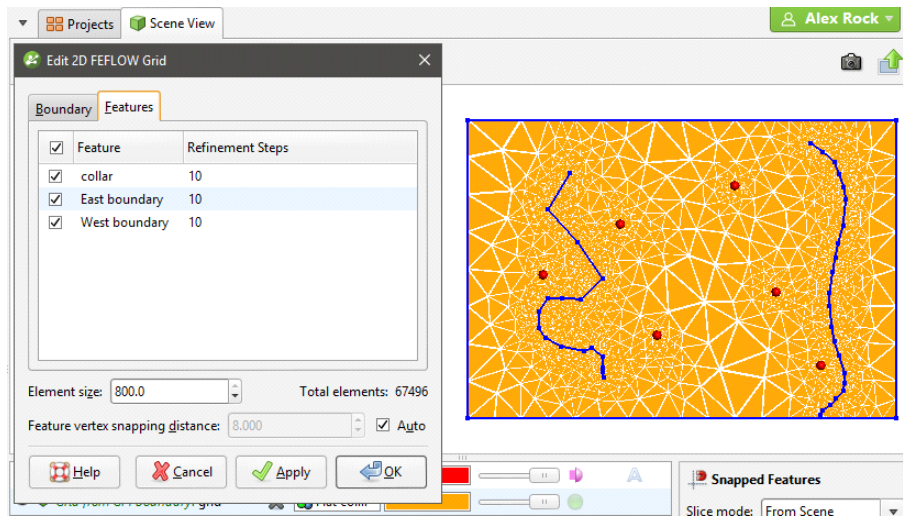 Projects
Scene View
Alex Rock
Edit 2D FEFLOW Grid
Boundary
Features
Feature Refinement Steps
collar 10
East boundary 10
West boundary 10
Element size: 800.0 Total elements: 67496
Feature vertex snapping distance: 8.000 Auto
Help
Cancel
Apply
OK
A
Snapped Features
Slice mode: From Scene